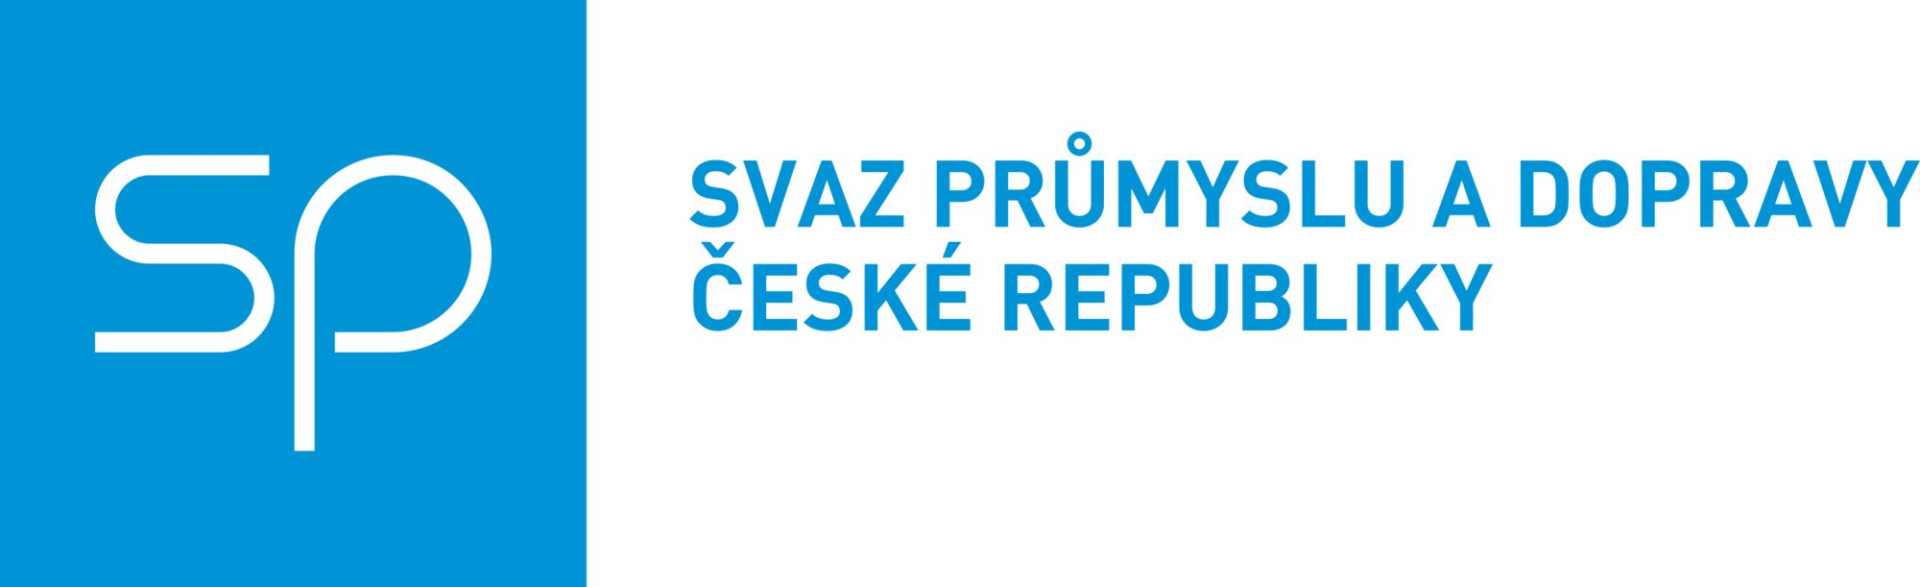 sp
SVAZ PRŮMYSLU A DOPRAVY
ČESKÉ REPUBLIKY